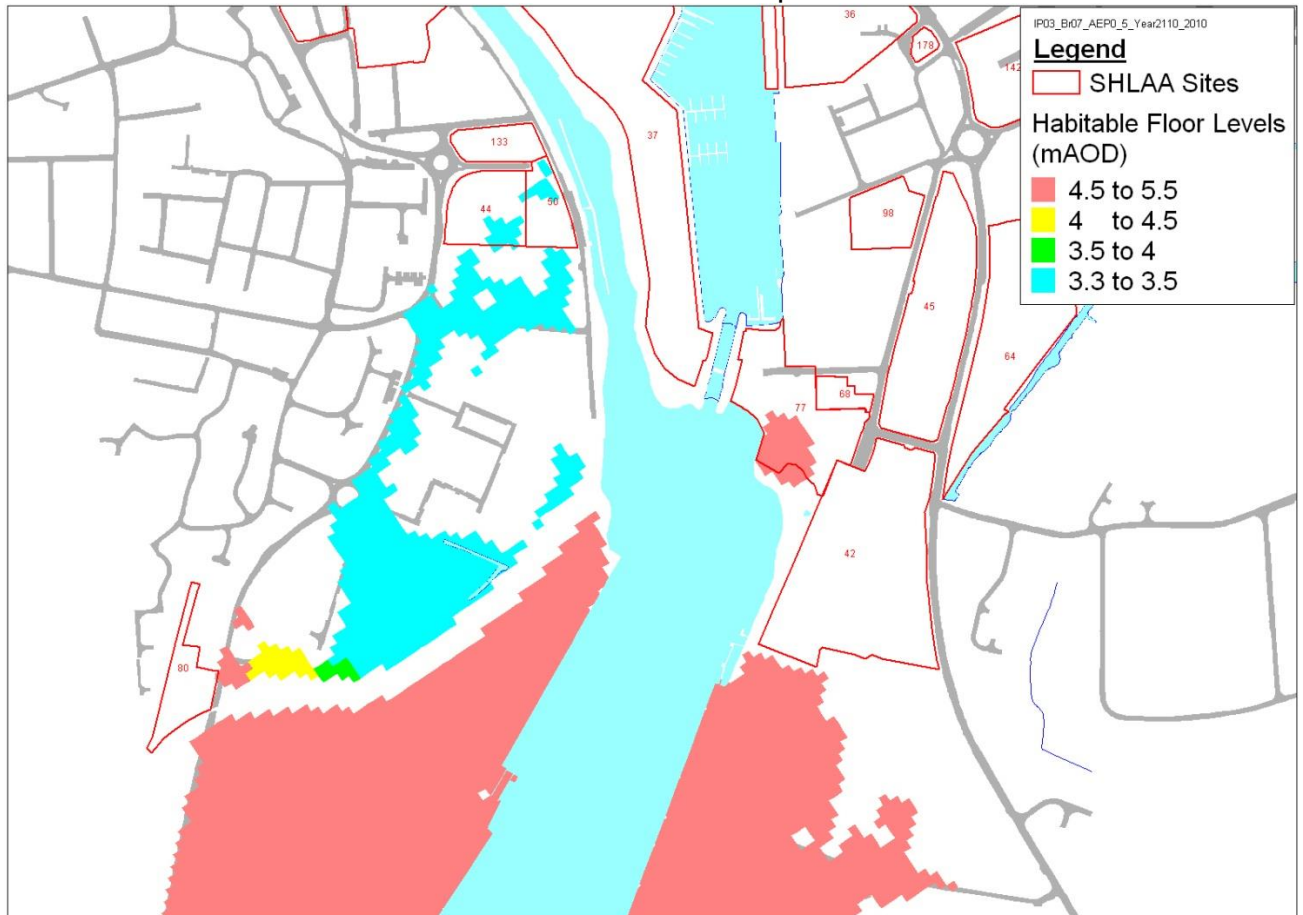 IP03_Br07_AEP0_5_Year2110_2010
Legend
SHLAA Sites
Habitable Floor Levels
(mAOD)
4.5 to 5.5
4 to 4.5
3.5 to 4
3.3 to 3.5
36
178
142
37
133
44
50
98
45
64
68
77
42
80